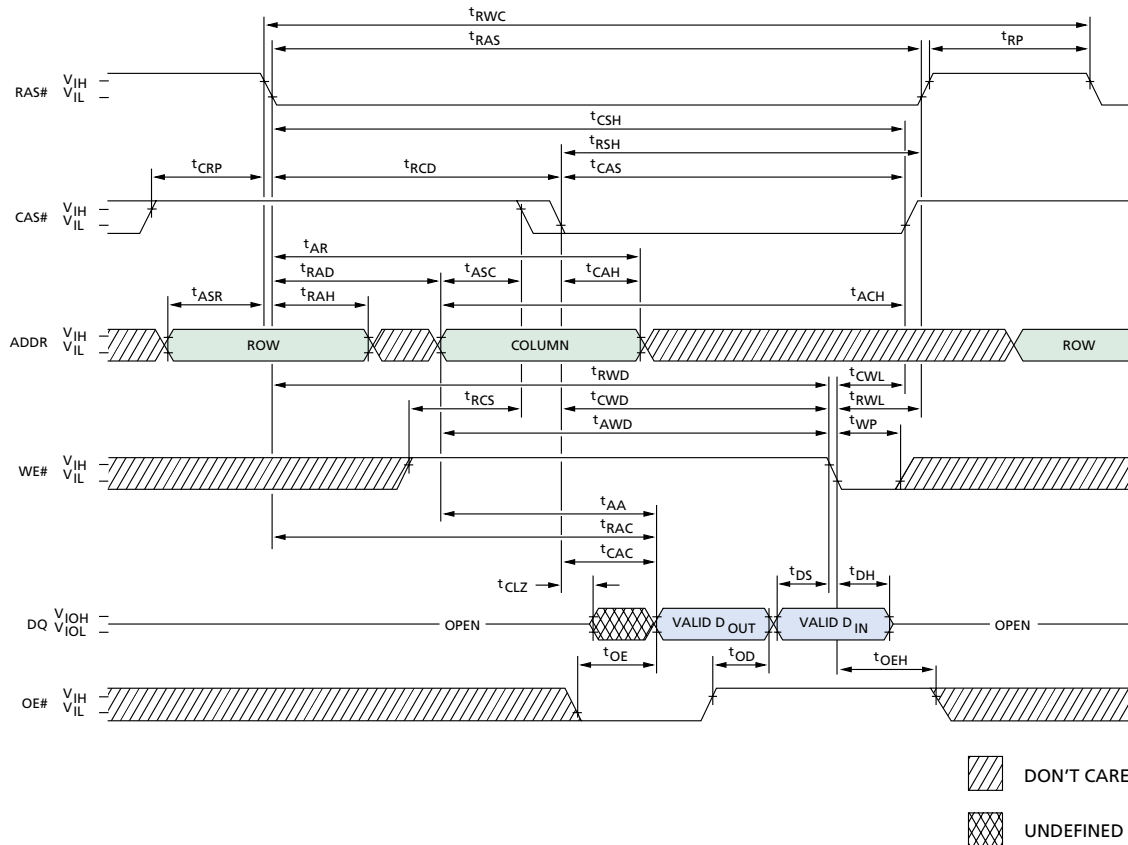 tRWC
tRAS
tRP
RAS#
VIH
VIL
tCSH
tRSH
tCRP
tRCD
tCAS
CAS#
VIH
VIL
tAR
tRAD
tASC
tCAH
tASR
tRAH
tACH
ADDR
VIH
VIL
ROW
COLUMN
ROW
tRWD
tCWL
tRCS
tCWD
tRWL
tAWD
tWP
WE#
VIH
VIL
tAA
tRAC
tCAC
tCLZ
tDS
tDH
DQ
VIOH
VIOL
OPEN
VALID DOUT
VALID DIN
OPEN
tOE
tOD
tOEH
OE#
VIH
VIL
DON'T CARE
UNDEFINED